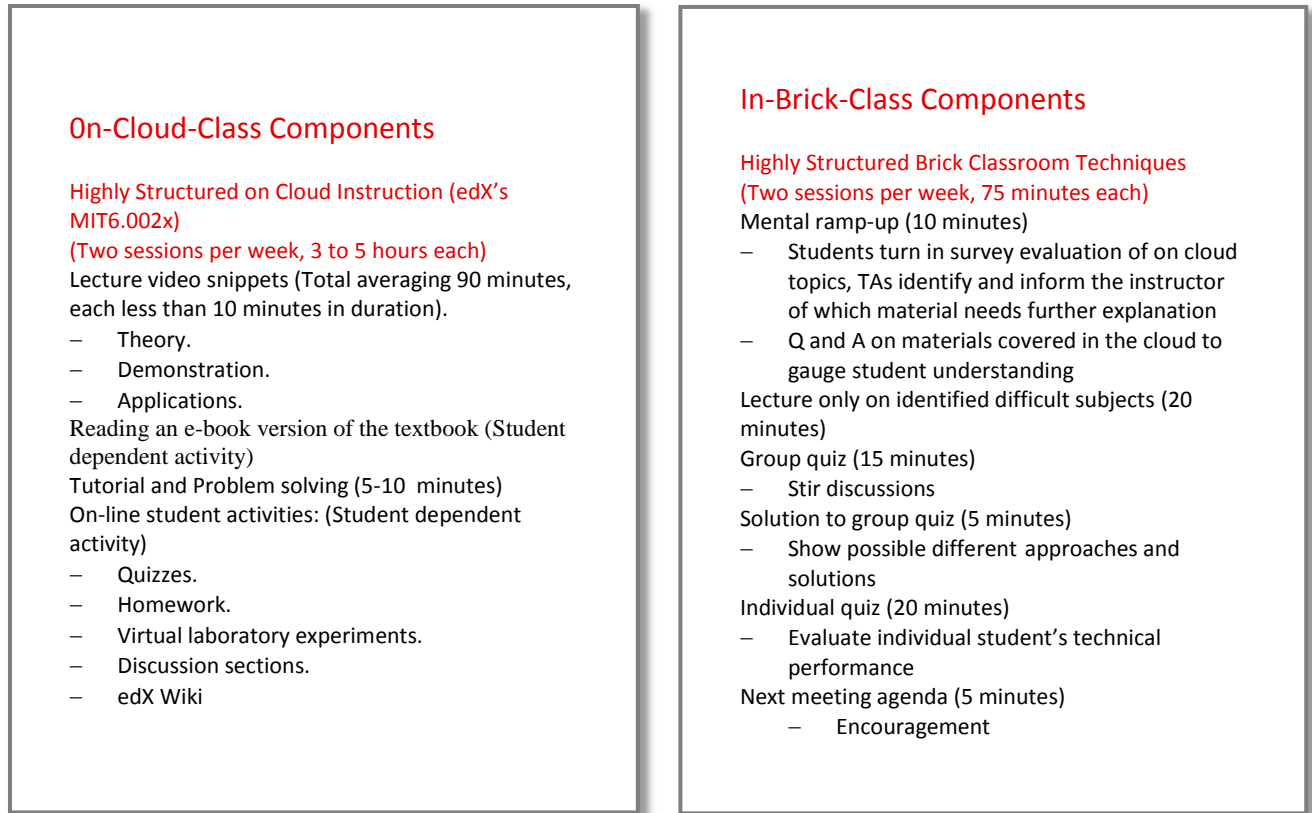 0n-Cloud-Class Components
Highly Structured on Cloud Instruction (edX’s
MIT6.002x)
(Two sessions per week, 3 to 5 hours each)
Lecture video snippets (Total averaging 90 minutes,
each less than 10 minutes in duration).
– Theory.
– Demonstration.
– Applications.
Reading an e-book version of the textbook (Student
dependent activity)
Tutorial and Problem solving (5-10 minutes)
On-line student activities: (Student dependent
activity)
– Quizzes.
– Homework.
– Virtual laboratory experiments.
– Discussion sections.
– edX Wiki
In-Brick-Class Components
Highly Structured Brick Classroom Techniques
(Two sessions per week, 75 minutes each)
Mental ramp-up (10 minutes)
– Students turn in survey evaluation of on cloud
topics, TAs identify and inform the instructor
of which material needs further explanation
– Q and A on materials covered in the cloud to
gauge student understanding
Lecture only on identified difficult subjects (20
minutes)
Group quiz (15 minutes)
– Stir discussions
Solution to group quiz (5 minutes)
– Show possible different approaches and
solutions
Individual quiz (20 minutes)
– Evaluate individual student’s technical
performance
Next meeting agenda (5 minutes)
– Encouragement